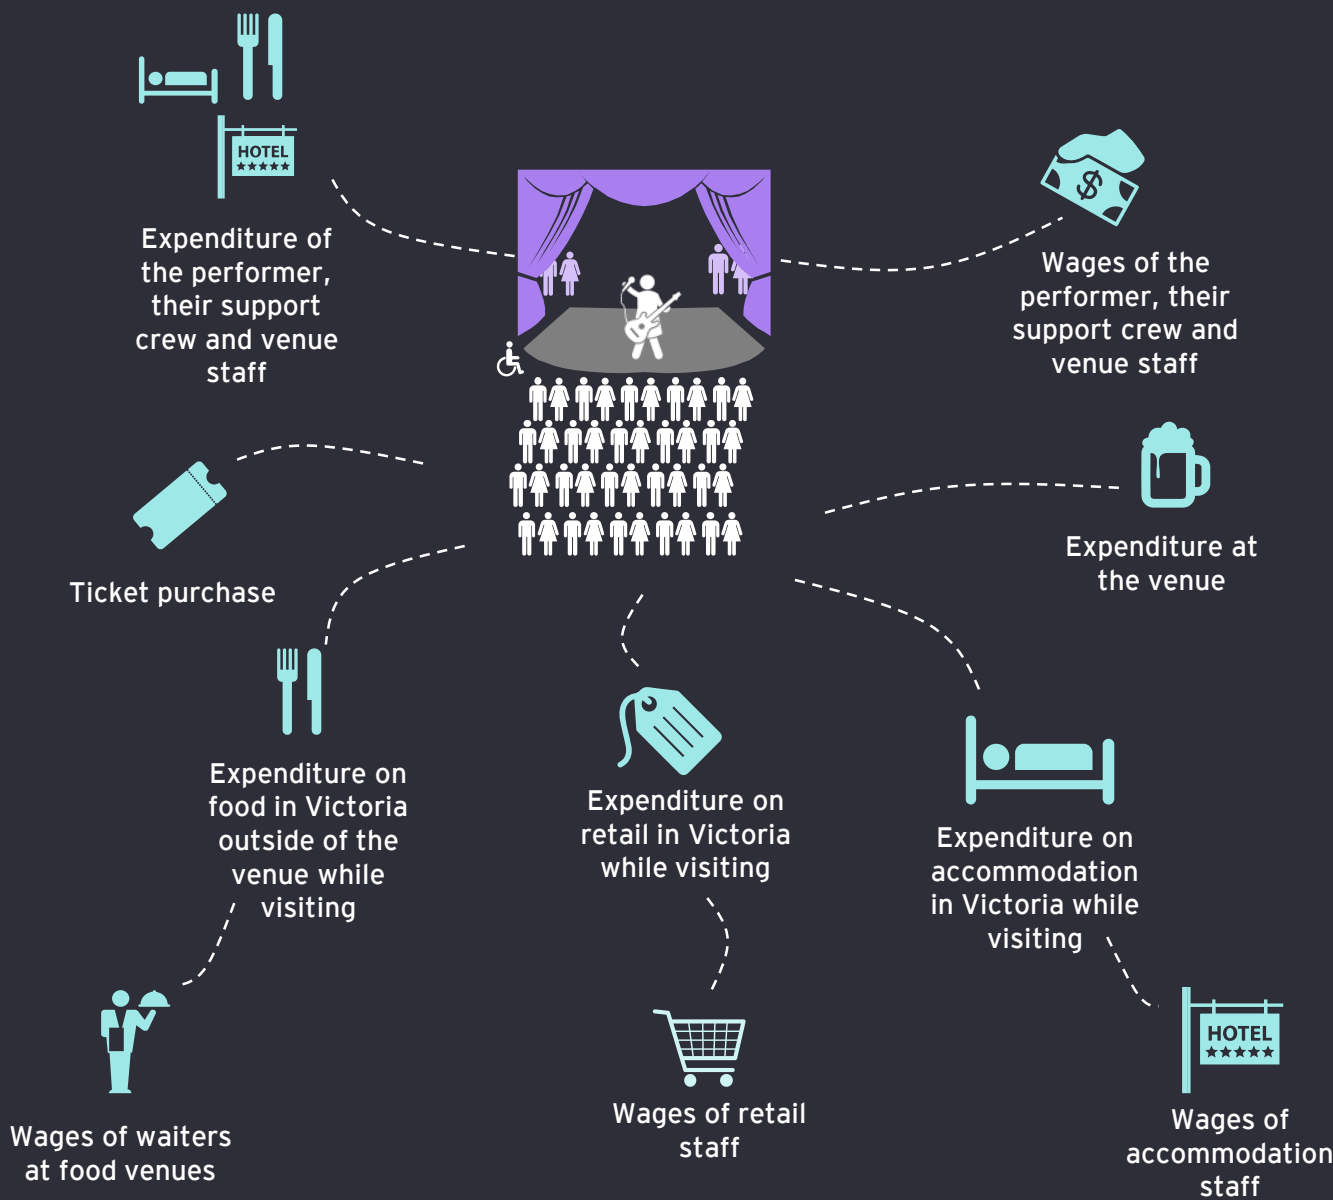 HOTEL
Expenditure of
the performer,
their support
crew and venue
staff
$
Wages of the
performer, their
support crew and
venue staff
Ticket purchase
Expenditure at
the venue
Expenditure on
food in Victoria
outside of the
venue while
visiting
Expenditure on
retail in Victoria
while visiting
Expenditure on
accommodation
in Victoria while
visiting
HOTEL
Wages of waiters
at food venues
Wages of retail
staff
Wages of
accommodation
staff